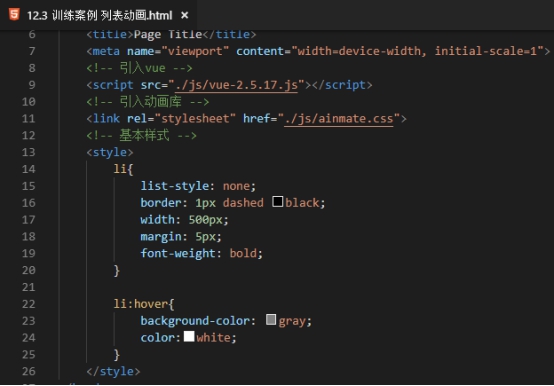 12.3 训练案例 列表动画.html ×
6 <title>Page Title</title>
7 <meta name="viewport" content="width=device-width, initial-scale=1">
8 <!-- 引入vue -->
9 <script src="./js/vue-2.5.17.js"></script>
10 <!-- 引入动画库 -->
11 <link rel="stylesheet" href="./js/ainmate.css">
12 <!-- 基本样式 -->
13 <style>
14 li{
15 list-style: none;
16 border: 1px dashed black;
17 width: 500px;
18 margin: 5px;
19 font-weight: bold;
20 }
21
22 li:hover{
23 background-color: gray;
24 color:white;
25 }
26 </style>